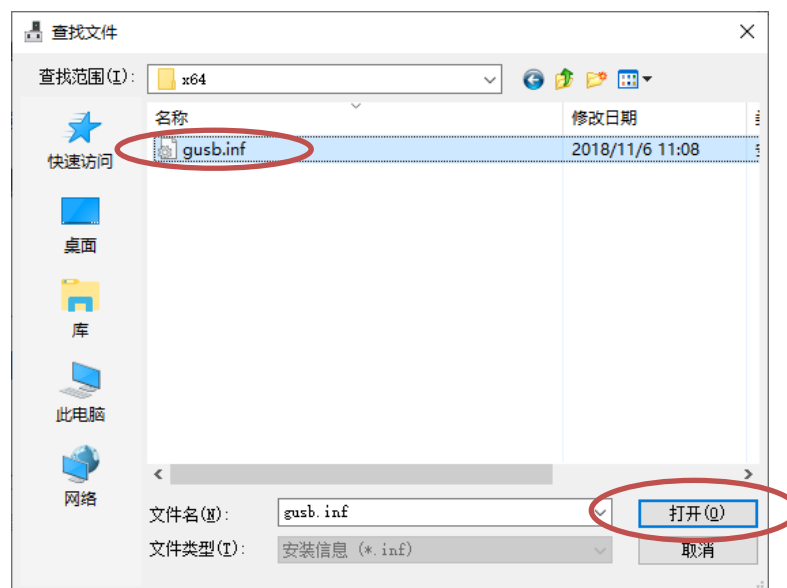 查找文件
查找范围(I):
x64
名称
修改日期
gusb.inf
2018/11/6 11:08
快速访问
桌面
库
此电脑
网络
文件名(N):
gusb.inf
打开(O)
文件类型(T):
安装信息 (*.inf)
取消